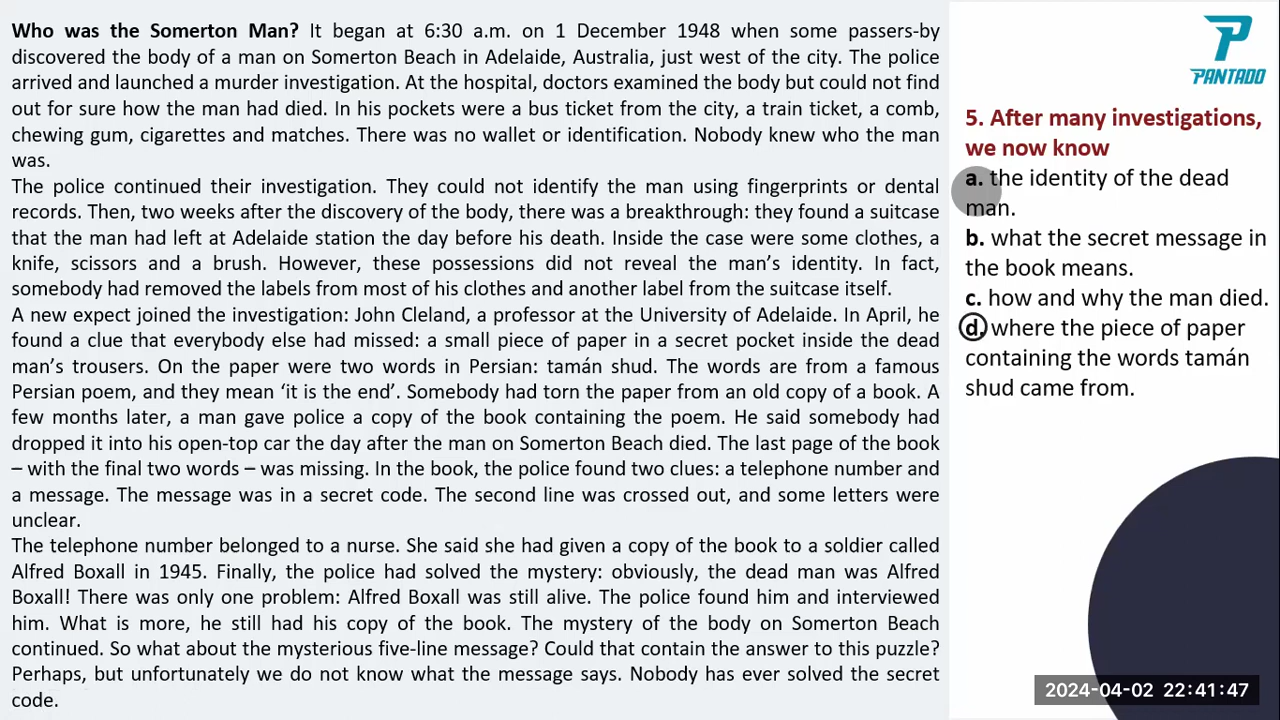 Who was the Somerton Man? It began at 6:30 a.m. on 1 December 1948 when some passers-by
discovered the body of a man on Somerton Beach in Adelaide, Australia, just west of the city. The police
arrived and launched a murder investigation. At the hospital, doctors examined the body but could not find
out for sure how the man had died. In his pockets were a bus ticket from the city, a train ticket, a comb,
chewing gum, cigarettes and matches. There was no wallet or identification. Nobody knew who the man
was.
The police continued their investigation. They could not identify the man using fingerprints or dental
records. Then, two weeks after the discovery of the body, there was a breakthrough: they found a suitcase
that the man had left at Adelaide station the day before his death. Inside the case were some clothes, a
knife, scissors and a brush. However, these possessions did not reveal the man’s identity. In fact,
somebody had removed the labels from most of his clothes and another label from the suitcase itself.
A new expect joined the investigation: John Cleland, a professor at the University of Adelaide. In April, he
found a clue that everybody else had missed: a small piece of paper in a secret pocket inside the dead
man’s trousers. On the paper were two words in Persian: tamán shud. The words are from a famous
Persian poem, and they mean ‘it is the end’. Somebody had torn the paper from an old copy of a book. A
few months later, a man gave police a copy of the book containing the poem. He said somebody had
dropped it into his open-top car the day after the man on Somerton Beach died. The last page of the book
– with the final two words – was missing. In the book, the police found two clues: a telephone number and
a message. The message was in a secret code. The second line was crossed out, and some letters were
unclear.
The telephone number belonged to a nurse. She said she had given a copy of the book to a soldier called
Alfred Boxall in 1945. Finally, the police had solved the mystery: obviously, the dead man was Alfred
Boxall! There was only one problem: Alfred Boxall was still alive. The police found him and interviewed
him. What is more, he still had his copy of the book. The mystery of the body on Somerton Beach
continued. So what about the mysterious five-line message? Could that contain the answer to this puzzle?
Perhaps, but unfortunately we do not know what the message says. Nobody has ever solved the secret
code.
PANTADO
5. After many investigations,
we now know
a. the identity of the dead
man.
b. what the secret message in
the book means.
c. how and why the man died.
d. where the piece of paper
containing the words tamán
shud came from.
2024-04-02 22:41:47